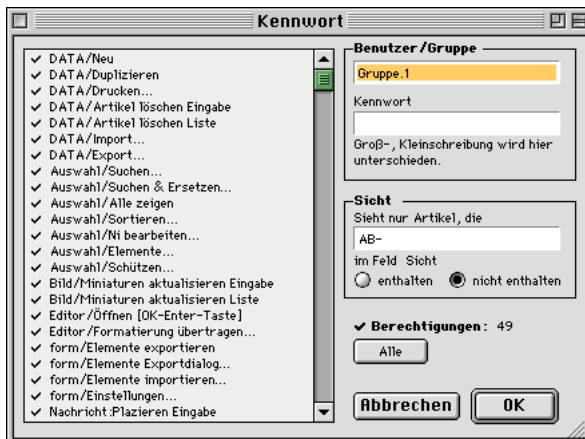 Kennwort
DATA/Neu
DATA/Duplizieren
DATA/Drucken...
DATA/Artikel löschen Eingabe
DATA/Artikel löschen Liste
DATA/Import...
DATA/Export...
Auswahl/Suchen...
Auswahl/Suchen & Ersetzen...
Auswahl/Alle zeigen
Auswahl/Sortieren...
Auswahl/Ni bearbeiten...
Auswahl/Elemente...
Auswahl/Schützen...
Bild/Miniaturen aktualisieren Eingabe
Bild/Miniaturen aktualisieren Liste
Editor/Öffnen [OK-Enter-Taste]
Editor/Formatierung übertragen...
form/Elemente exportieren
form/Elemente Exportdialog...
form/Elemente importieren...
form/Einstellungen...
Nachricht:Plazieren Eingabe
Benutzer/Gruppe
Gruppe.1
Kennwort
Groß-, Kleinschreibung wird hier
unterschieden.
Sicht
Sieht nur Artikel, die
AB-
im Feld Sicht
enthalten nicht enthalten
Berechtigungen: 49
Alle
Abbrechen OK